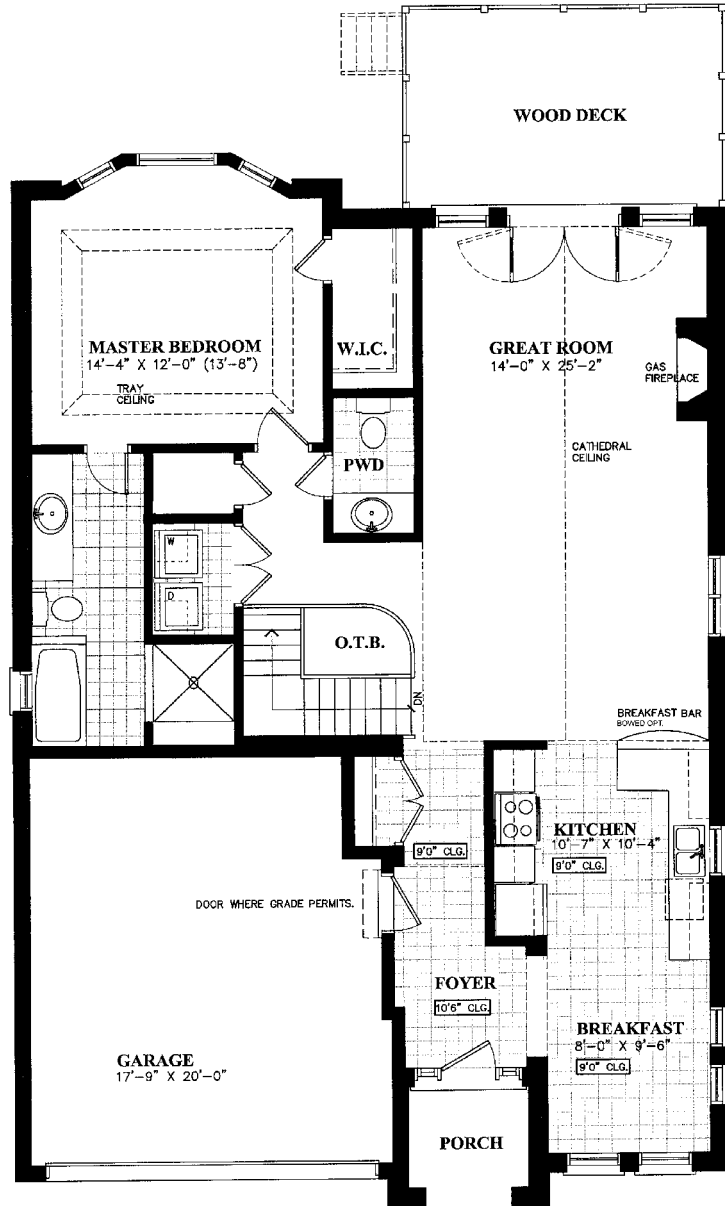 WOOD DECK
MASTER BEDROOM
14'-4" X 12'-0" (13'-8")
TRAY
CEILING
W.I.C.
GREAT ROOM
14'-0" X 25'-2"
GAS
FIREPLACE
CATHEDRAL
CEILING
PWD
W
D
O.T.B.
DN
BREAKFAST BAR
BOWED OPT.
KITCHEN
10'-7" X 10'-4"
9'0" CLG.
9'0" CLG.
DOOR WHERE GRADE PERMITS.
FOYER
10'6" CLG.
BREAKFAST
8'-0" X 9'-6"
9'0" CLG.
GARAGE
17'-9" X 20'-0"
PORCH